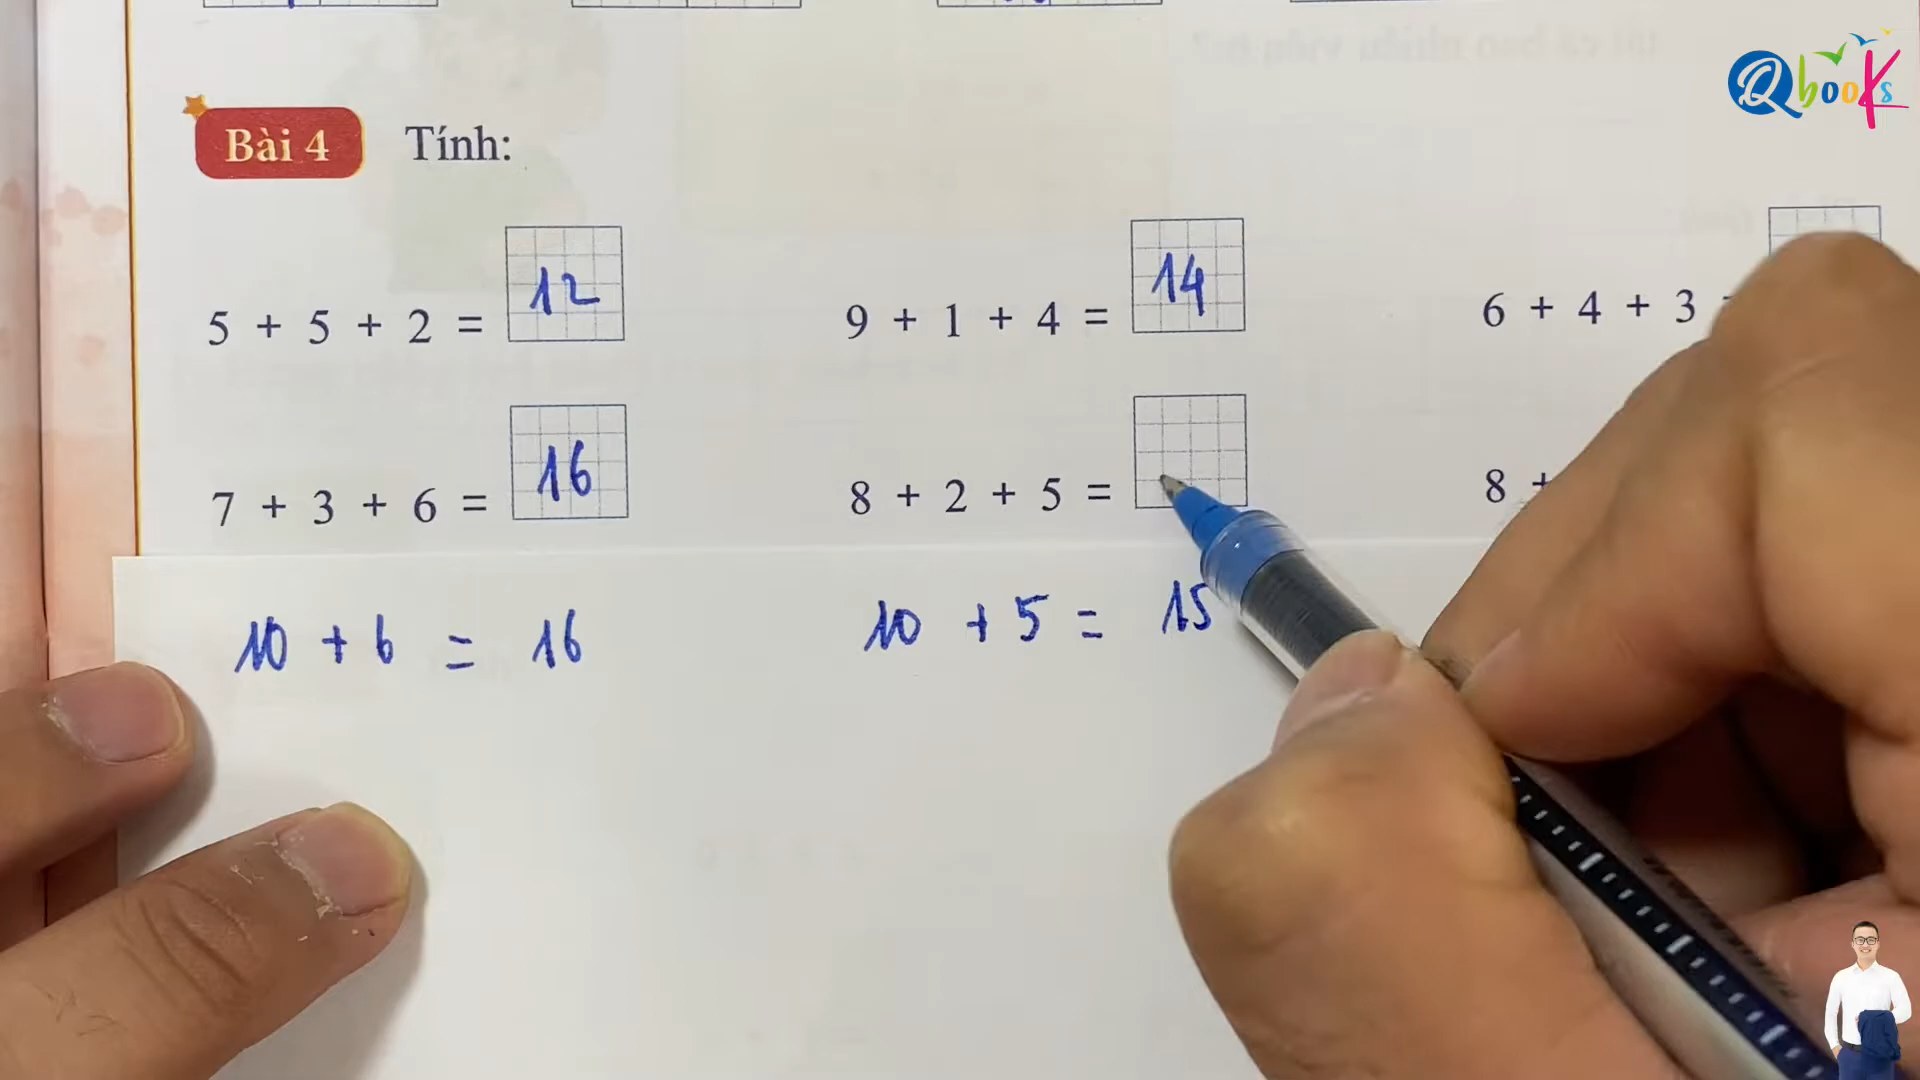 Qbooks
Bài 4 Tính:
5 + 5 + 2 = 12
9 + 1 + 4 = 14
6 + 4 + 3
7 + 3 + 6 = 16
8 + 2 + 5 =
8 +
10 + 6 = 16
10 + 5 = 15